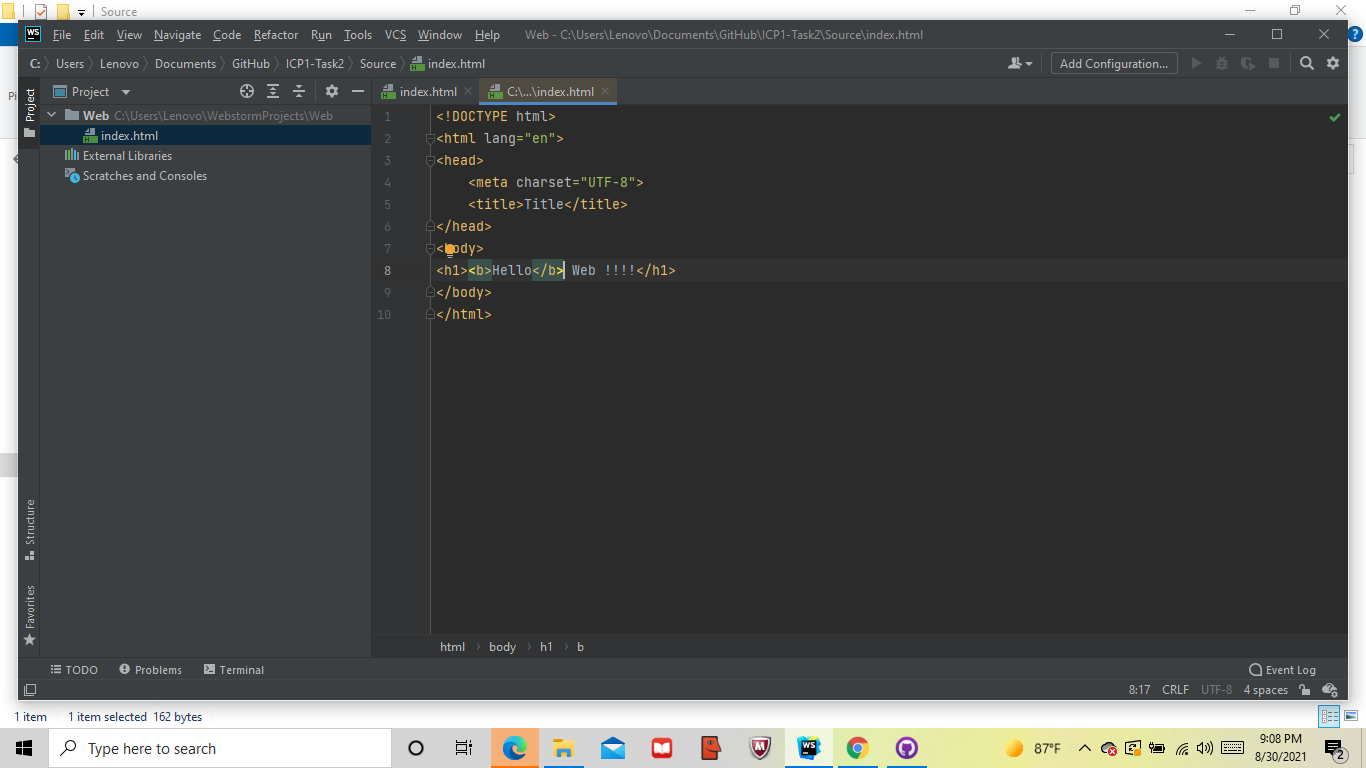 Source
WS File Edit View Navigate Code Refactor Run Tools VCS Window Help Web - C:\Users\Lenovo\Documents\GitHub\ICP1-Task2\Source\index.html
C: Users Lenovo Documents GitHub ICP1-Task2 Source index.html Add Configuration...
Pi
Project
Project index.html C:\...\index.html
Web C:\Users\Lenovo\WebstormProjects\Web
index.html
External Libraries
Scratches and Consoles
1 <!DOCTYPE html>
2 <html lang="en">
3 <head>
4 <meta charset="UTF-8">
5 <title>Title</title>
6 </head>
7 <body>
8 <h1><b>Hello</b> Web !!!!</h1>
9 </body>
10 </html>
Structure
Favorites
html body h1 b
TODO Problems Terminal Event Log
8:17 CRLF UTF-8 4 spaces
1 item 1 item selected 162 bytes
Type here to search WS 87°F 9:08 PM
8/30/2021 2